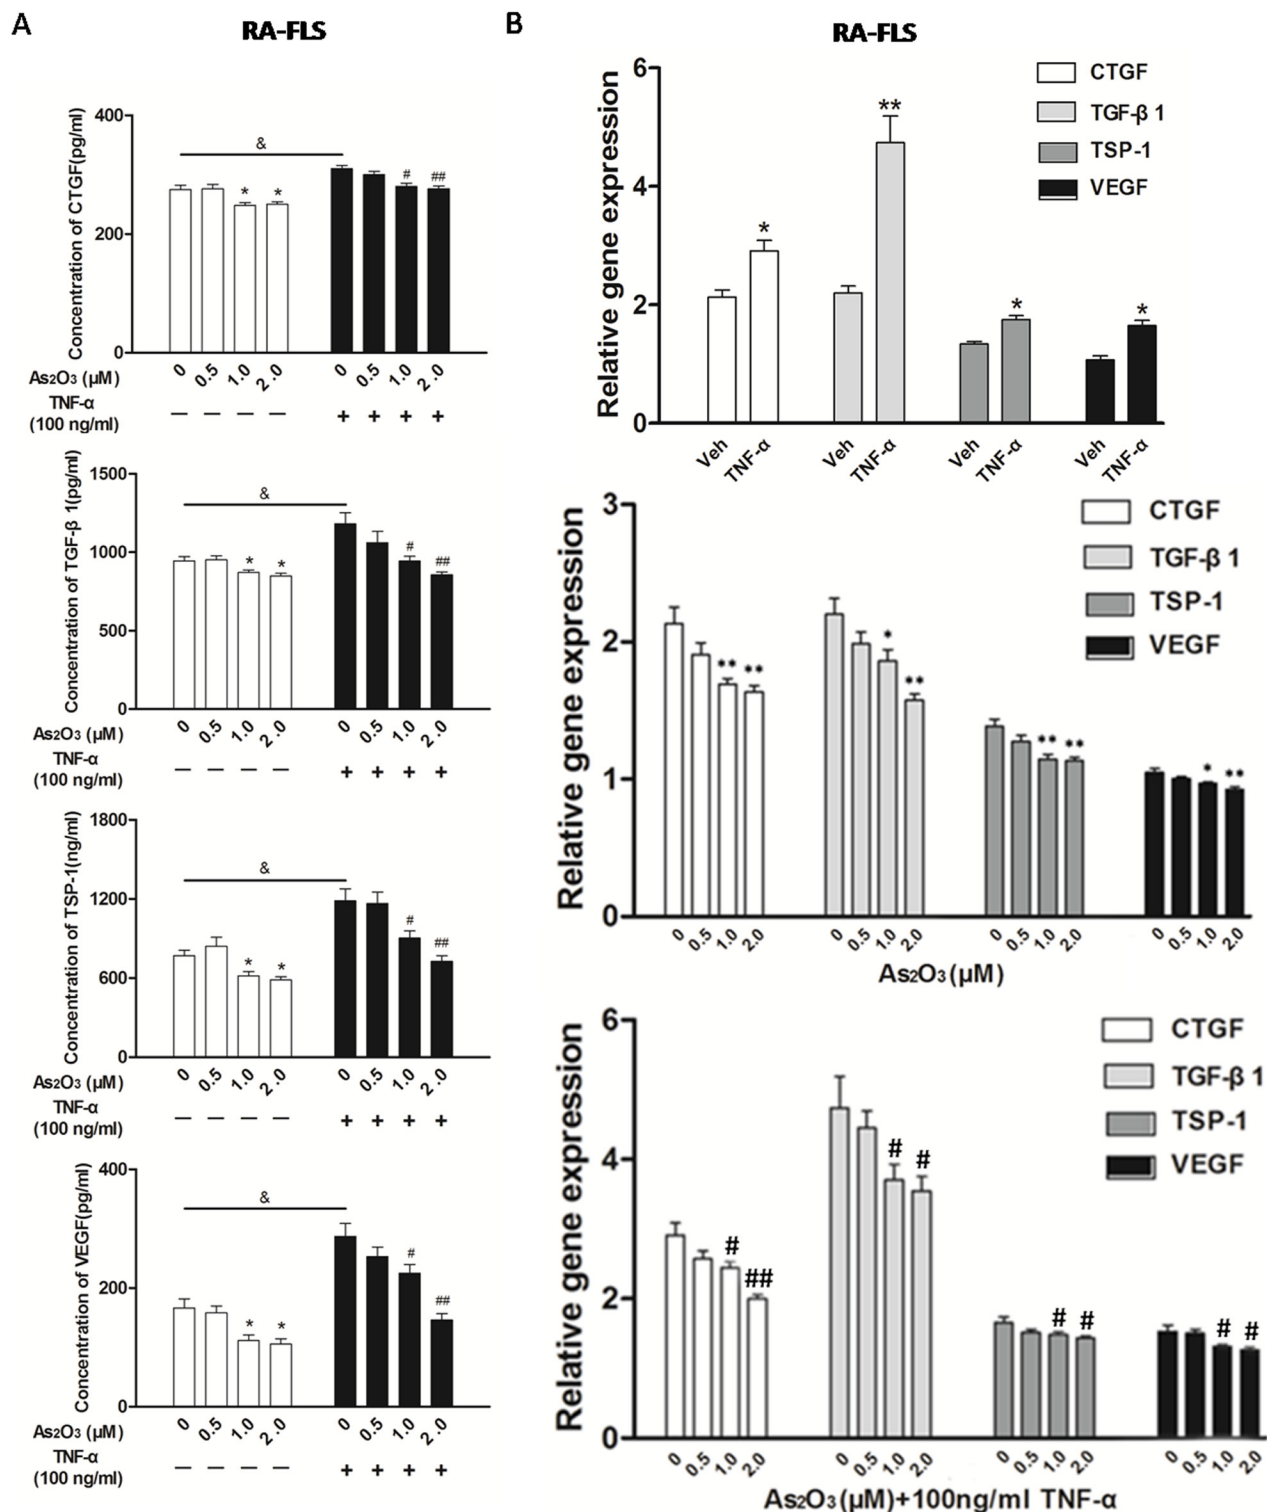 A
RA-FLS
Concentration of CTGF(pg/ml)
400
200
0
&
* *
# ##
As₂O₃ (μM)
0 0.5 1.0 2.0 0 0.5 1.0 2.0
TNF-α
(100 ng/ml)
— — — — + + + +
Concentration of TGF-β 1(pg/ml)
1500
1000
500
0
&
* *
# ##
As₂O₃ (μM)
0 0.5 1.0 2.0 0 0.5 1.0 2.0
TNF-α
(100 ng/ml)
— — — — + + + +
Concentration of TSP-1(ng/ml)
1800
1200
600
0
&
* *
# ##
As₂O₃ (μM)
0 0.5 1.0 2.0 0 0.5 1.0 2.0
TNF-α
(100 ng/ml)
— — — — + + + +
Concentration of VEGF(pg/ml)
400
200
0
&
* *
# ##
As₂O₃ (μM)
0 0.5 1.0 2.0 0 0.5 1.0 2.0
TNF-α
(100 ng/ml)
— — — — + + + +
B
RA-FLS
Relative gene expression
6
4
2
0
* ** * *
CTGF
TGF-β 1
TSP-1
VEGF
Veh TNF-α Veh TNF-α Veh TNF-α Veh TNF-α
Relative gene expression
3
2
1
0
** ** * ** ** ** * **
CTGF
TGF-β 1
TSP-1
VEGF
0 0.5 1.0 2.0 0 0.5 1.0 2.0 0 0.5 1.0 2.0 0 0.5 1.0 2.0
As₂O₃(μM)
Relative gene expression
6
4
2
0
# ## # # # # # #
CTGF
TGF-β 1
TSP-1
VEGF
0 0.5 1.0 2.0 0 0.5 1.0 2.0 0 0.5 1.0 2.0 0 0.5 1.0 2.0
As₂O₃(μM)+100ng/ml TNF-α